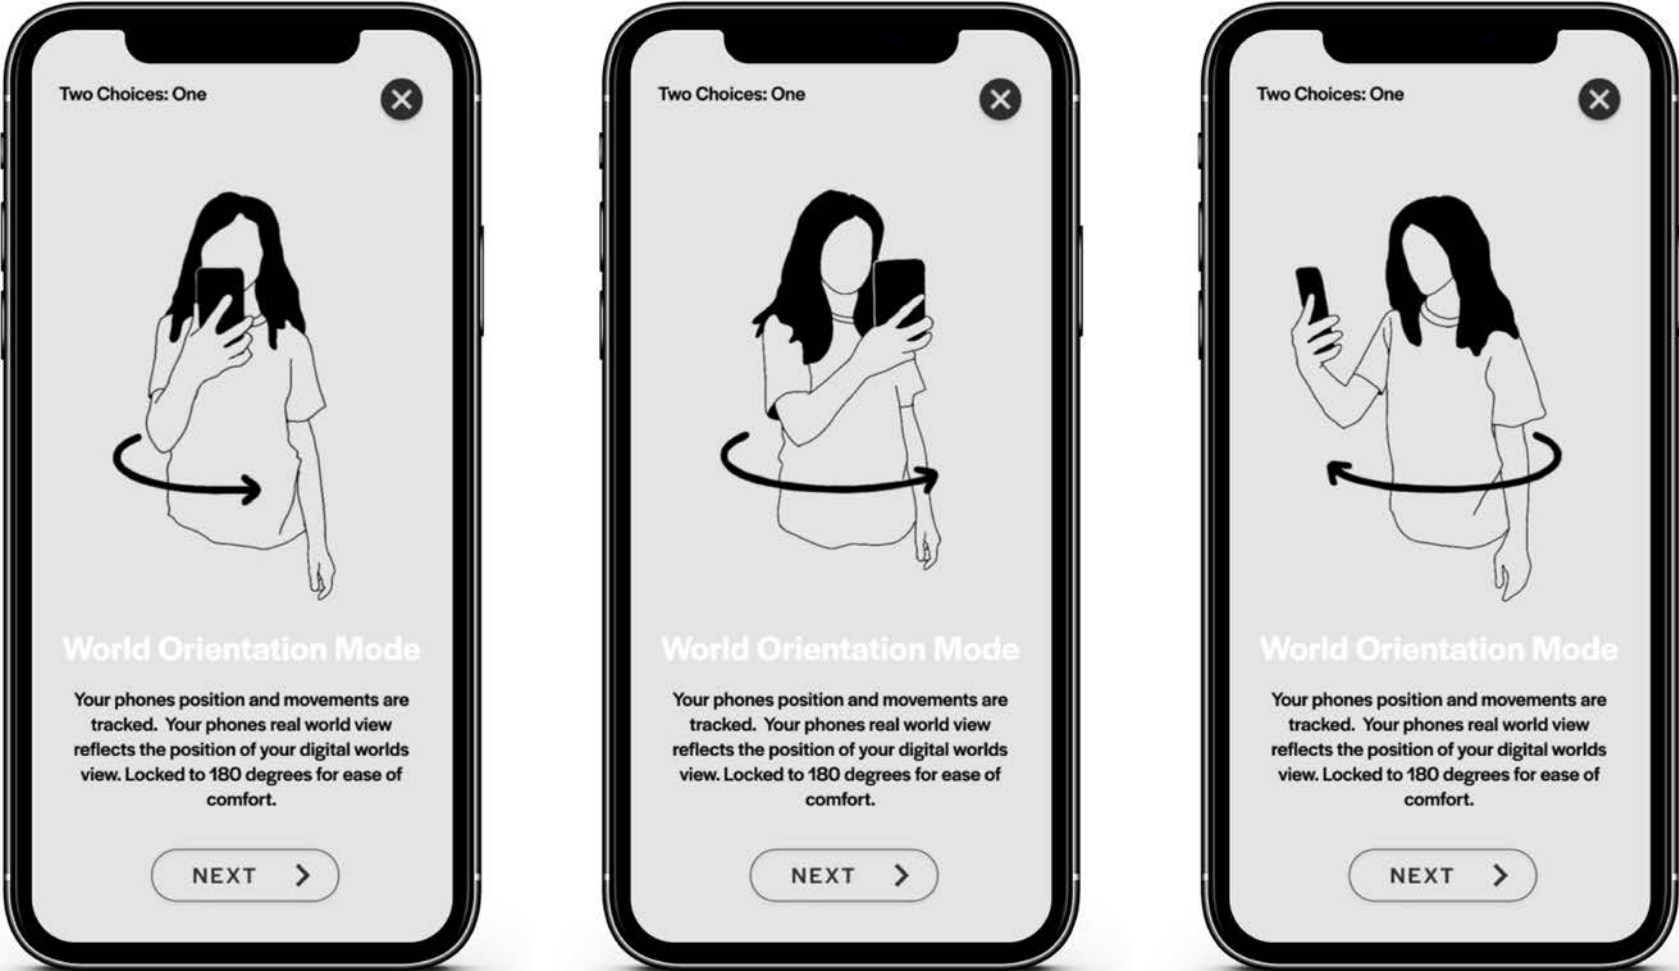 Two Choices: One
World Orientation Mode
Your phones position and movements are
tracked.  Your phones real world view
reflects the position of your digital worlds
view. Locked to 180 degrees for ease of
comfort.
NEXT
Two Choices: One
World Orientation Mode
Your phones position and movements are
tracked.  Your phones real world view
reflects the position of your digital worlds
view. Locked to 180 degrees for ease of
comfort.
NEXT
Two Choices: One
World Orientation Mode
Your phones position and movements are
tracked.  Your phones real world view
reflects the position of your digital worlds
view. Locked to 180 degrees for ease of
comfort.
NEXT